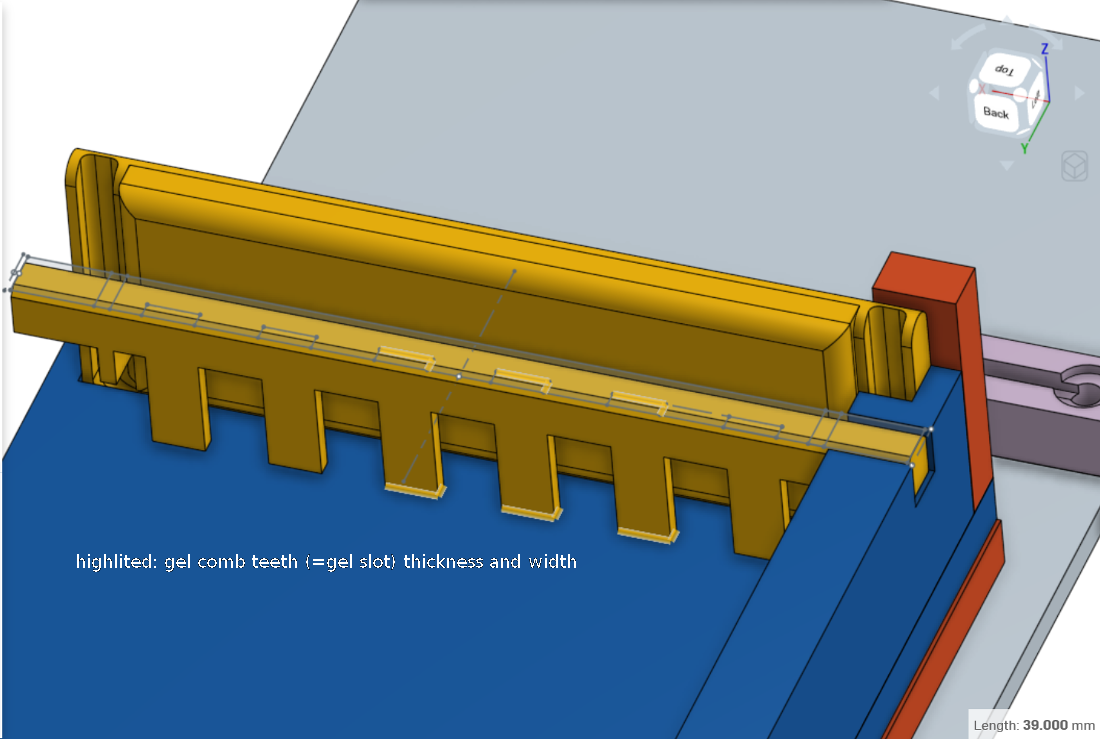 Z
Top
X
Back
Y
highlited: gel comb teeth (=gel slot) thickness and width
Length: 39.000 mm